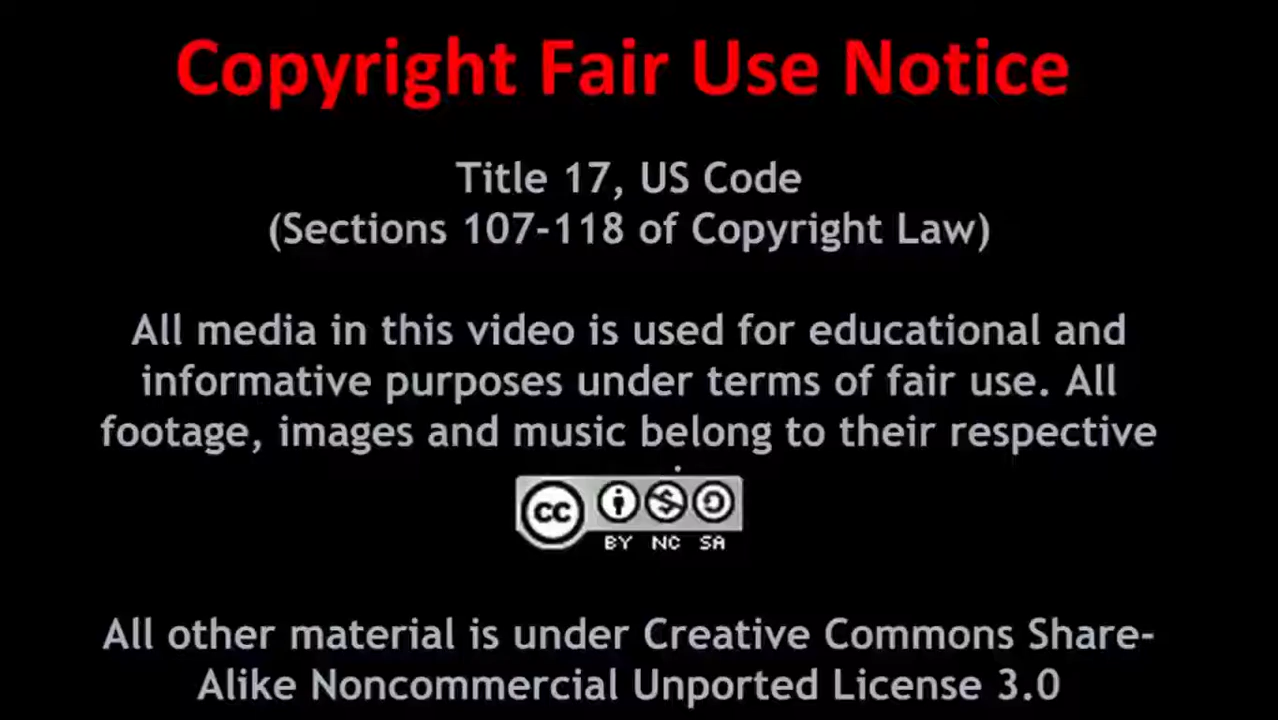 Copyright Fair Use Notice
Title 17, US Code
(Sections 107-118 of Copyright Law)
All media in this video is used for educational and
informative purposes under terms of fair use. All
footage, images and music belong to their respective
cc
BY NC SA
All other material is under Creative Commons Share-
Alike Noncommercial Unported License 3.0